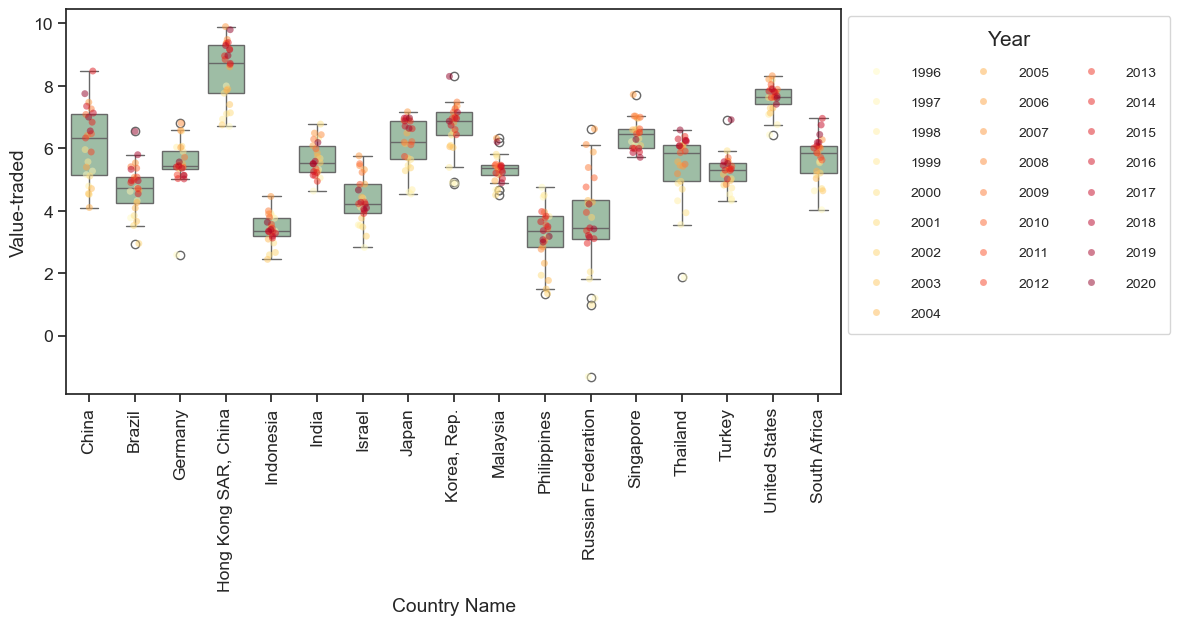 Value-traded
10
8
6
4
2
0
China
Brazil
Germany
Hong Kong SAR, China
Indonesia
India
Israel
Japan
Korea, Rep.
Malaysia
Philippines
Russian Federation
Singapore
Thailand
Turkey
United States
South Africa
Country Name
Year
1996 2005 2013
1997 2006 2014
1998 2007 2015
1999 2008 2016
2000 2009 2017
2001 2010 2018
2002 2011 2019
2003 2012 2020
2004